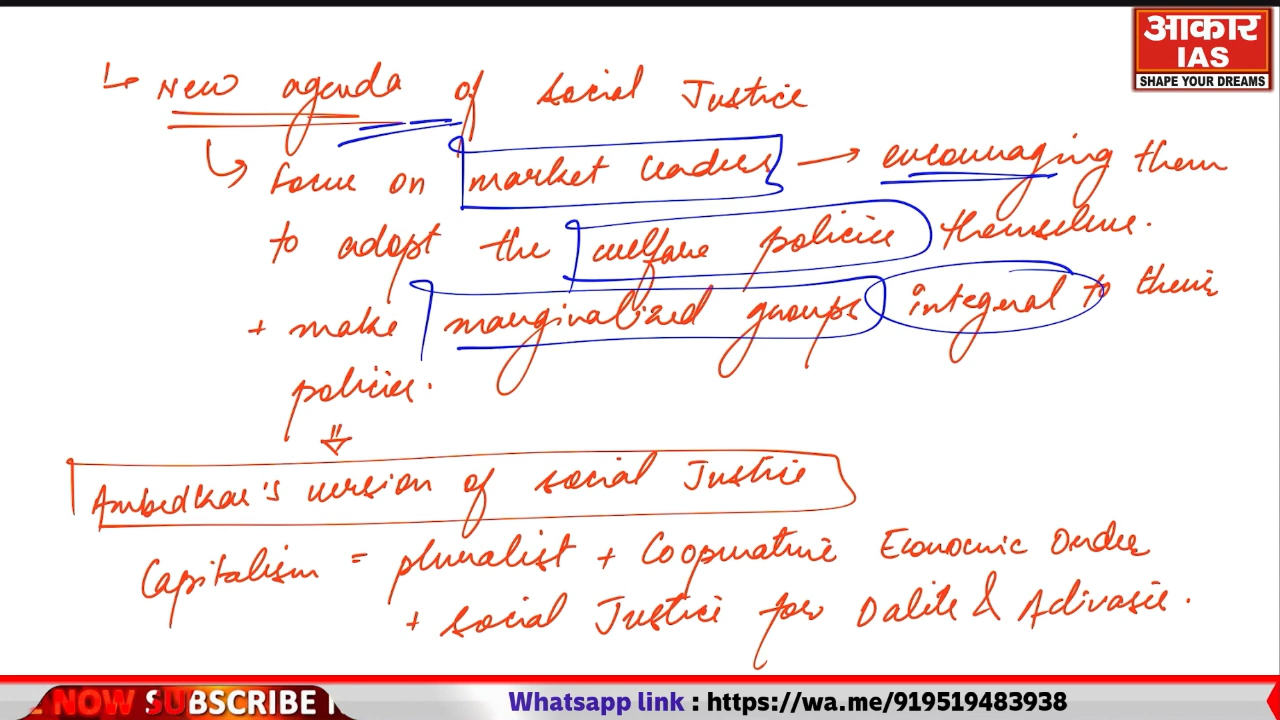 आकार
IAS
SHAPE YOUR DREAMS
↳ New agenda of social Justice
↳ Focus on market leaders → encouraging them
to adopt the welfare policies themselves.
+ make marginalized groups integral to their
policies.
⇓
Ambedkar's version of social Justice
Capitalism = pluralist + Cooperative Economic Order
+ social Justice for Dalits & Adivasis.
E NOW SUBSCRIBE
Whatsapp link : https://wa.me/919519483938